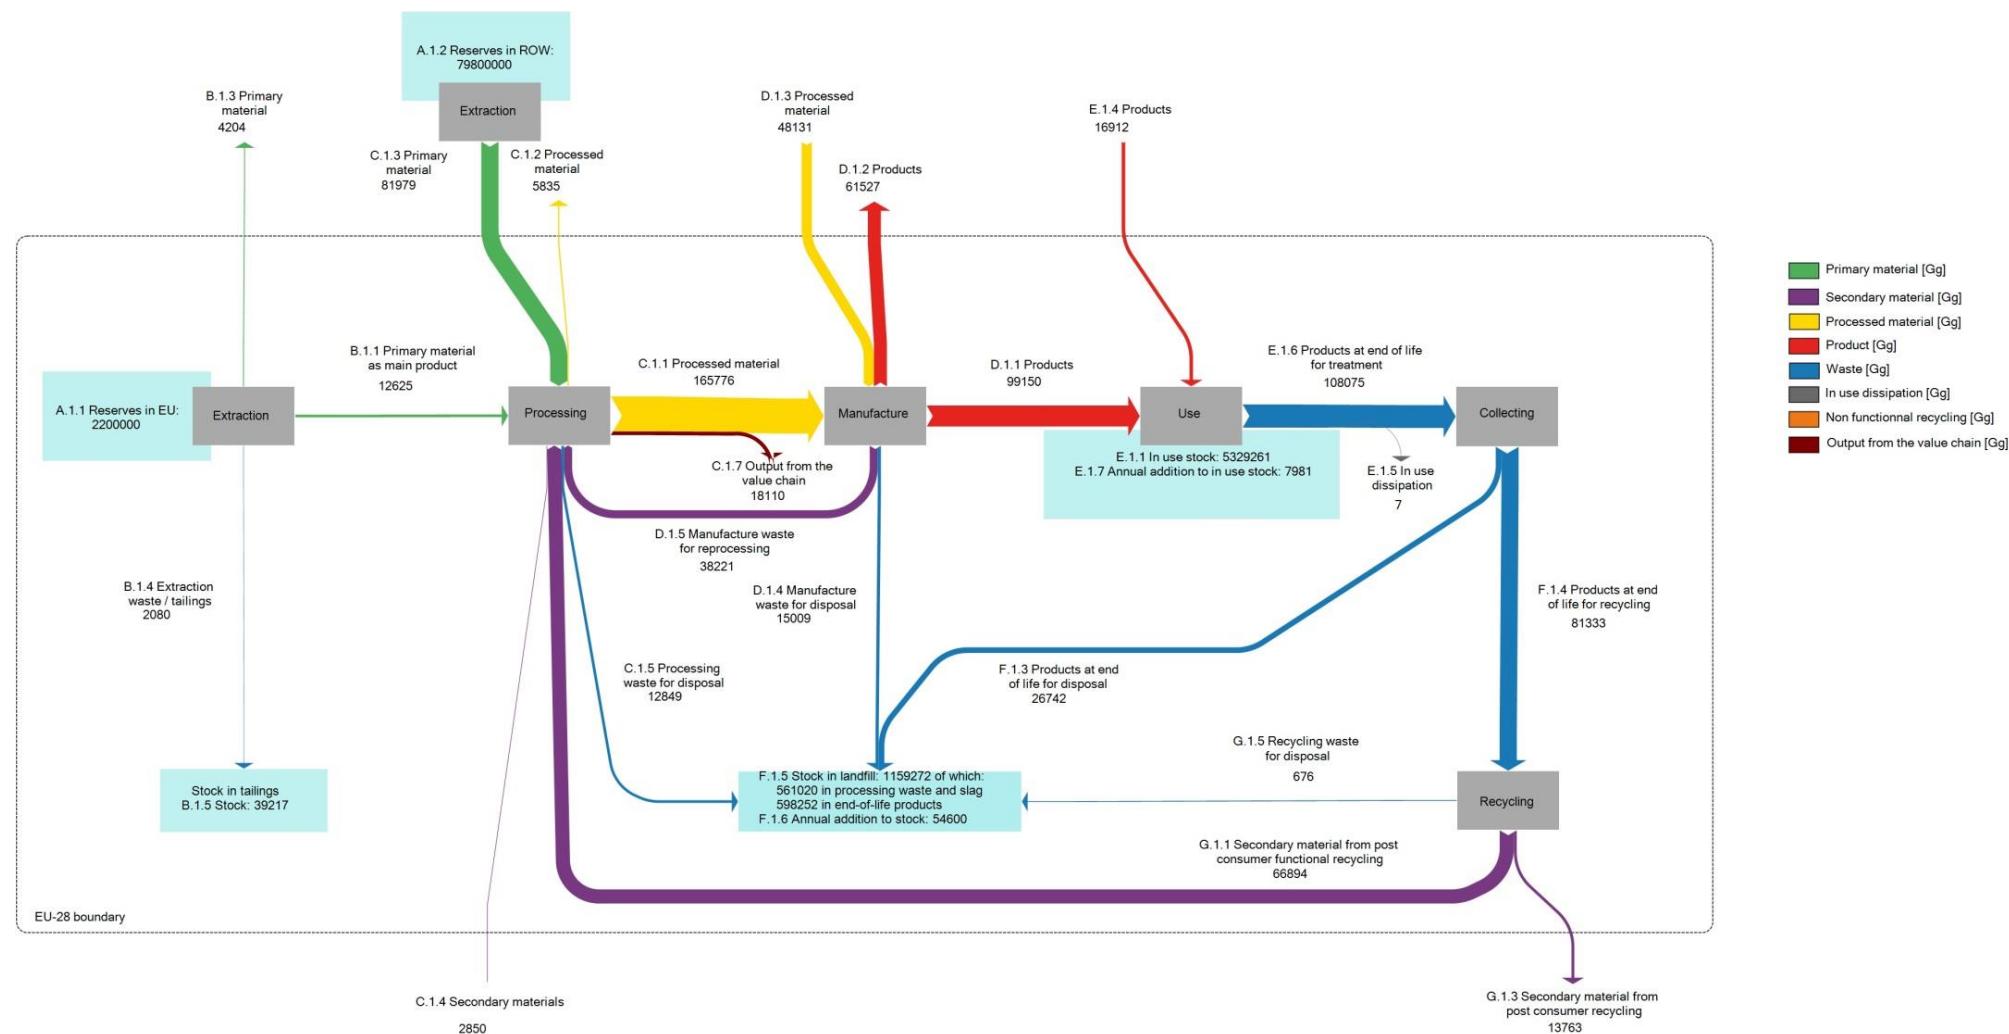 A.1.2 Reserves in ROW:
79800000
Extraction
B.1.3 Primary
material
4204
C.1.3 Primary
material
81979
C.1.2 Processed
material
5835
D.1.3 Processed
material
48131
D.1.2 Products
61527
E.1.4 Products
16912
Primary material [Gg]
Secondary material [Gg]
Processed material [Gg]
Product [Gg]
Waste [Gg]
In use dissipation [Gg]
Non functionnal recycling [Gg]
Output from the value chain [Gg]
A.1.1 Reserves in EU:
2200000
Extraction
B.1.1 Primary material
as main product
12625
Processing
C.1.1 Processed material
165776
Manufacture
D.1.1 Products
99150
Use
E.1.6 Products at end of life
for treatment
108075
Collecting
E.1.1 In use stock: 5329261
E.1.7 Annual addition to in use stock: 7981
E.1.5 In use
dissipation
7
C.1.7 Output from the
value chain
18110
D.1.5 Manufacture waste
for reprocessing
38221
B.1.4 Extraction
waste / tailings
2080
D.1.4 Manufacture
waste for disposal
15009
F.1.4 Products at end
of life for recycling
81333
C.1.5 Processing
waste for disposal
12849
F.1.3 Products at end
of life for disposal
26742
G.1.5 Recycling waste
for disposal
676
Stock in tailings
B.1.5 Stock: 39217
F.1.5 Stock in landfill: 1159272 of which:
561020 in processing waste and slag
598252 in end-of-life products
F.1.6 Annual addition to stock: 54600
Recycling
G.1.1 Secondary material from post
consumer functional recycling
66894
EU-28 boundary
C.1.4 Secondary materials
2850
G.1.3 Secondary material from
post consumer recycling
13763